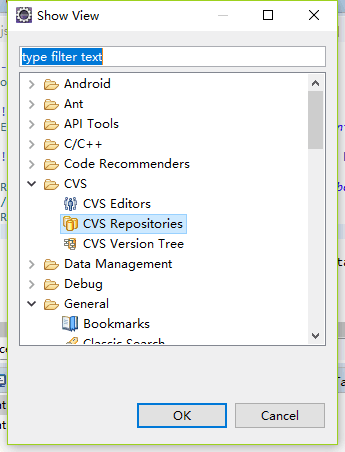 Show View
type filter text
Android
Ant
API Tools
C/C++
Code Recommenders
CVS
CVS Editors
CVS Repositories
CVS Version Tree
Data Management
Debug
General
Bookmarks
Classic Search
OK
Cancel